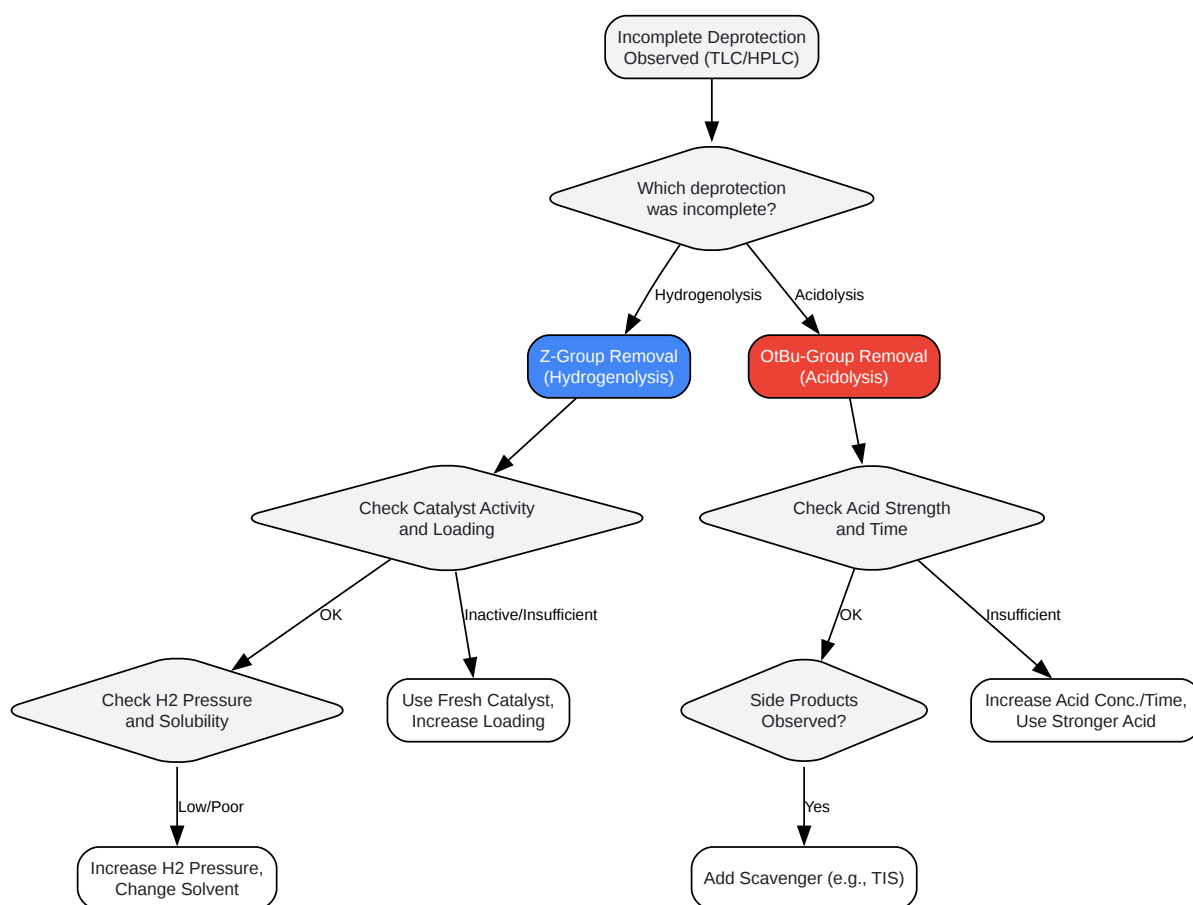 Incomplete Deprotection
Observed (TLC/HPLC)
Which deprotection
was incomplete?
Hydrogenolysis
Acidolysis
Z-Group Removal
(Hydrogenolysis)
OtBu-Group Removal
(Acidolysis)
Check Catalyst Activity
and Loading
Check Acid Strength
and Time
OK
Inactive/Insufficient
OK
Insufficient
Check H2 Pressure
and Solubility
Use Fresh Catalyst,
Increase Loading
Side Products
Observed?
Increase Acid Conc./Time,
Use Stronger Acid
Low/Poor
Yes
Increase H2 Pressure,
Change Solvent
Add Scavenger (e.g., TIS)